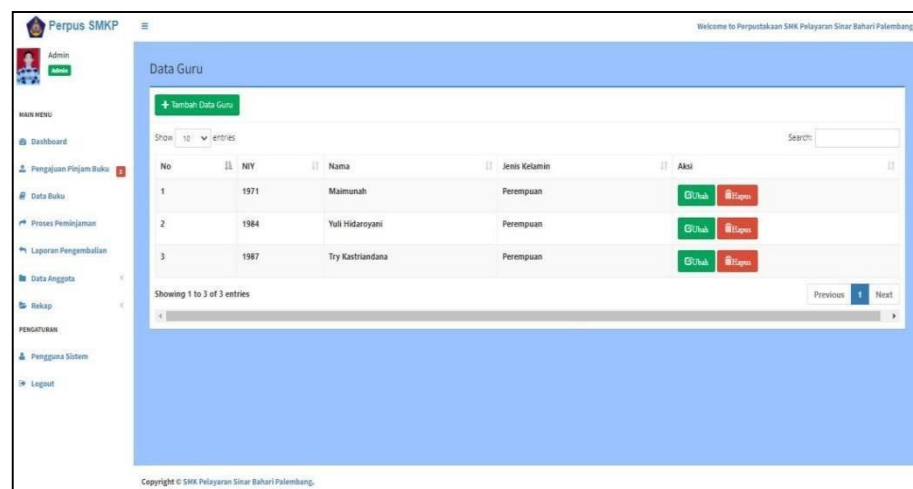 Perpus SMKP
Welcome to Perpustakaan SMK Pelayaran Sinar Bahari Palembang
Admin
Admin
MAIN MENU
Dashboard
Pengajuan Pinjam Buku
Data Buku
Proses Peminjaman
Laporan Pengembalian
Data Anggota
Rekap
PENGATURAN
Pengguna Sistem
Logout
Data Guru
Tambah Data Guru
Show 10 entries
Search:
No NIY Nama Jenis Kelamin Aksi
1 1971 Maimunah Perempuan Ubah Hapus
2 1984 Yuli Hidaroyani Perempuan Ubah Hapus
3 1987 Try Kastriandana Perempuan Ubah Hapus
Showing 1 to 3 of 3 entries
Previous 1 Next
Copyright © SMK Pelayaran Sinar Bahari Palembang.